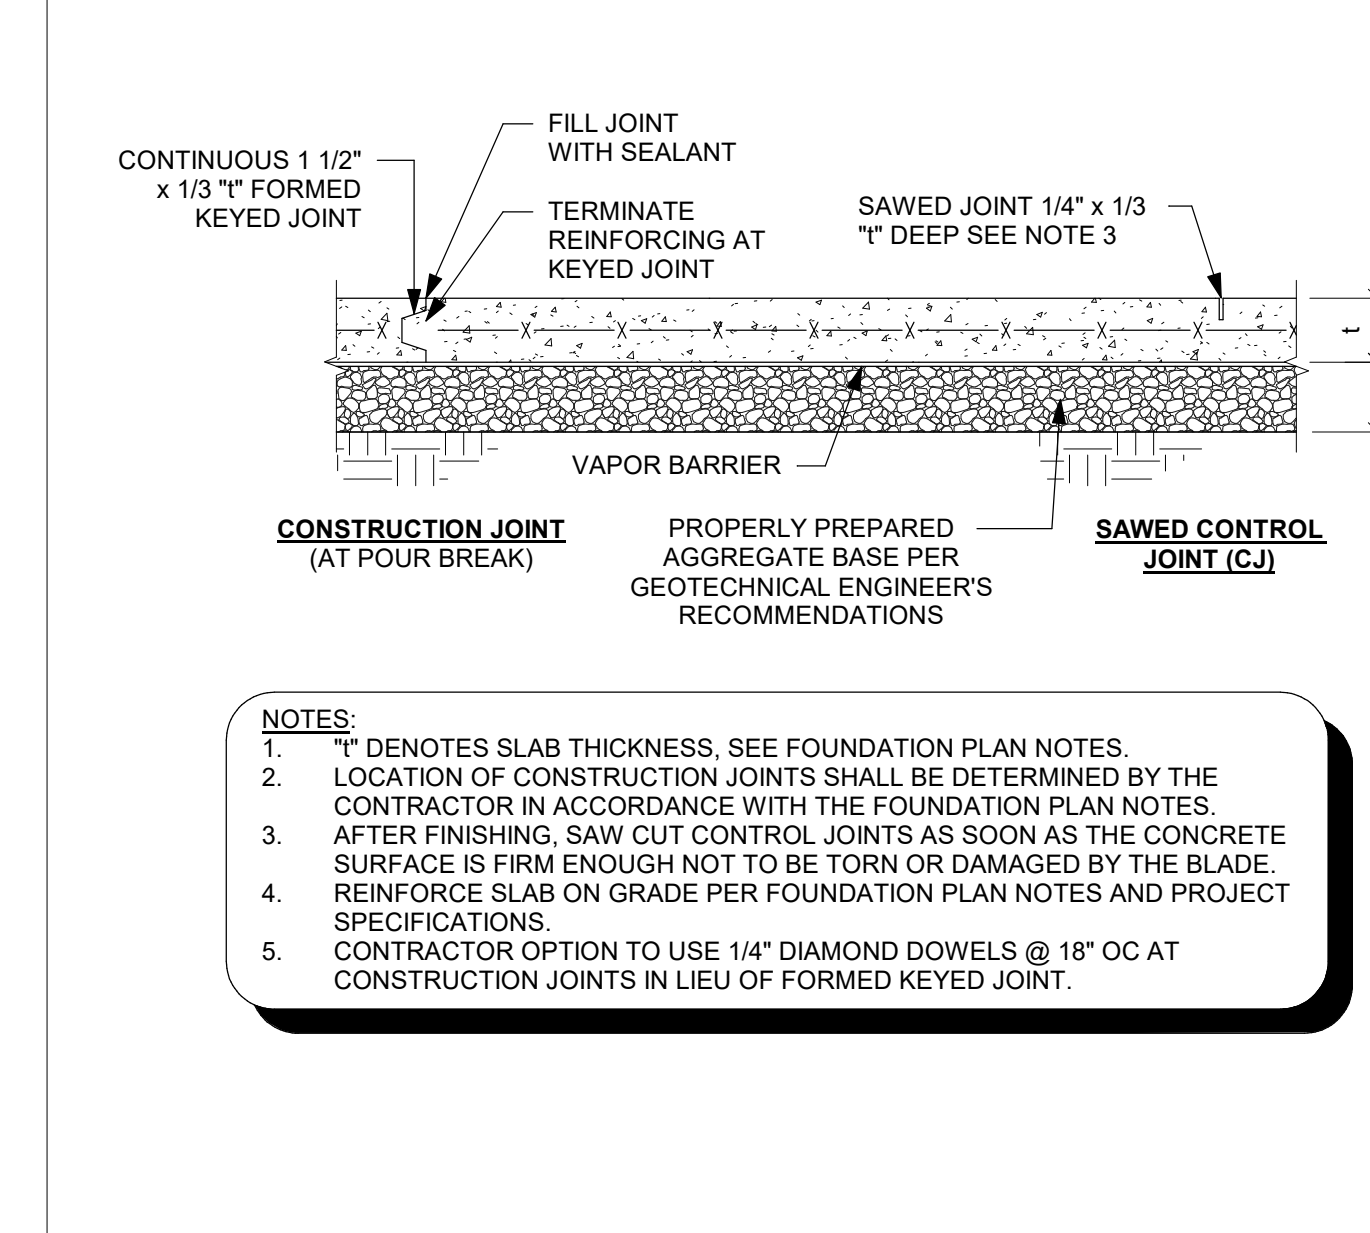 CONTINUOUS 1 1/2"
x 1/3 "t" FORMED
KEYED JOINT
FILL JOINT
WITH SEALANT
TERMINATE
REINFORCING AT
KEYED JOINT
SAWED JOINT 1/4" x 1/3
"t" DEEP SEE NOTE 3
t
VAPOR BARRIER
CONSTRUCTION JOINT
(AT POUR BREAK)
PROPERLY PREPARED
AGGREGATE BASE PER
GEOTECHNICAL ENGINEER'S
RECOMMENDATIONS
SAWED CONTROL
JOINT (CJ)
NOTES:
1. "t" DENOTES SLAB THICKNESS, SEE FOUNDATION PLAN NOTES.
2. LOCATION OF CONSTRUCTION JOINTS SHALL BE DETERMINED BY THE
CONTRACTOR IN ACCORDANCE WITH THE FOUNDATION PLAN NOTES.
3. AFTER FINISHING, SAW CUT CONTROL JOINTS AS SOON AS THE CONCRETE
SURFACE IS FIRM ENOUGH NOT TO BE TORN OR DAMAGED BY THE BLADE.
4. REINFORCE SLAB ON GRADE PER FOUNDATION PLAN NOTES AND PROJECT
SPECIFICATIONS.
5. CONTRACTOR OPTION TO USE 1/4" DIAMOND DOWELS @ 18" OC AT
CONSTRUCTION JOINTS IN LIEU OF FORMED KEYED JOINT.